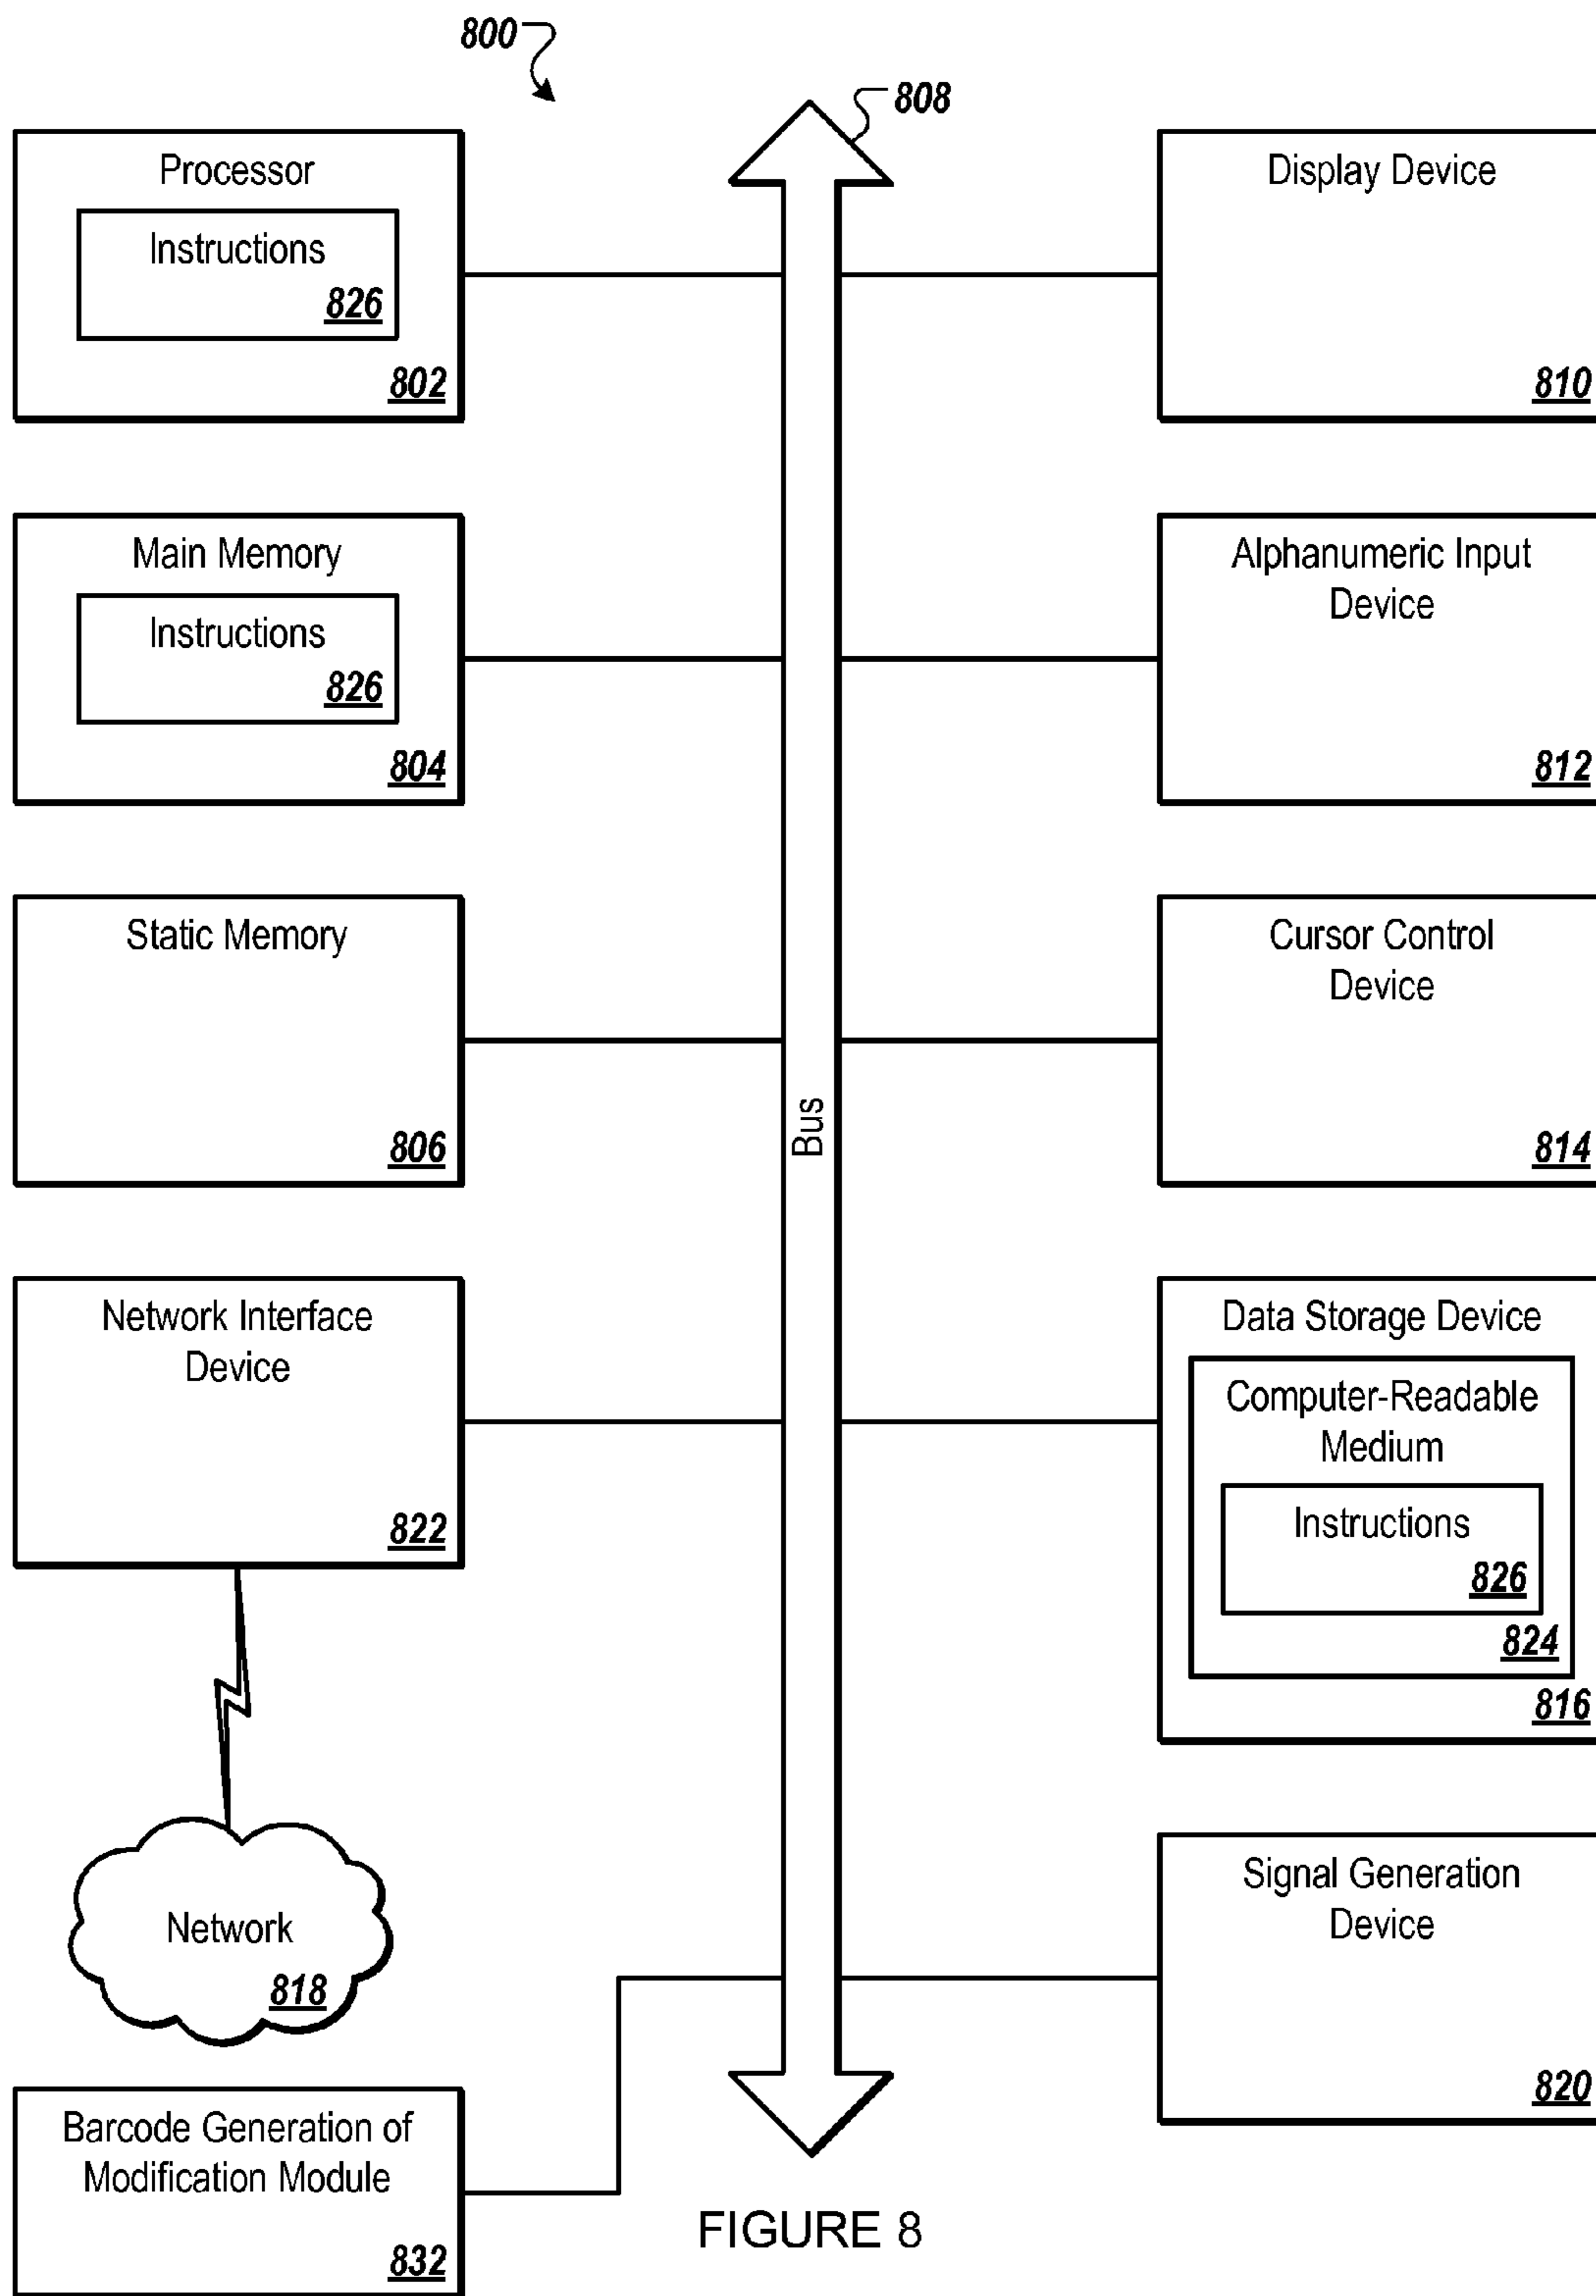 800
808
Processor
Instructions
826
802
Display Device
810
Main Memory
Instructions
826
804
Alphanumeric Input
Device
812
Static Memory
806
Cursor Control
Device
814
Bus
Network Interface
Device
822
Data Storage Device
Computer-Readable
Medium
Instructions
826
824
816
Network
818
Signal Generation
Device
820
Barcode Generation of
Modification Module
832
FIGURE 8